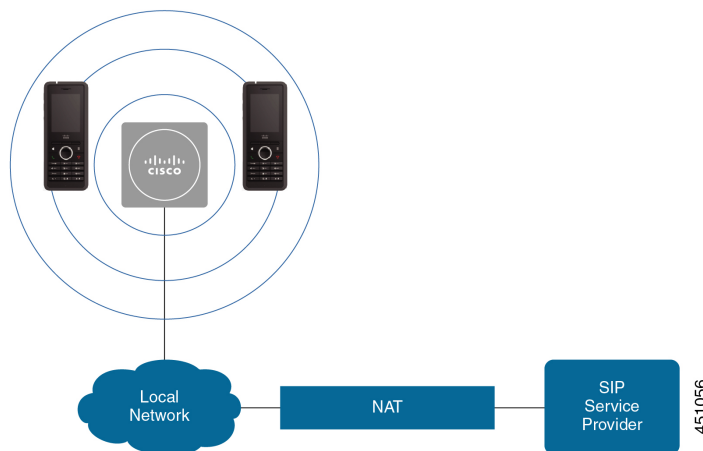 CISCO
Local
Network
NAT
SIP
Service
Provider
451056